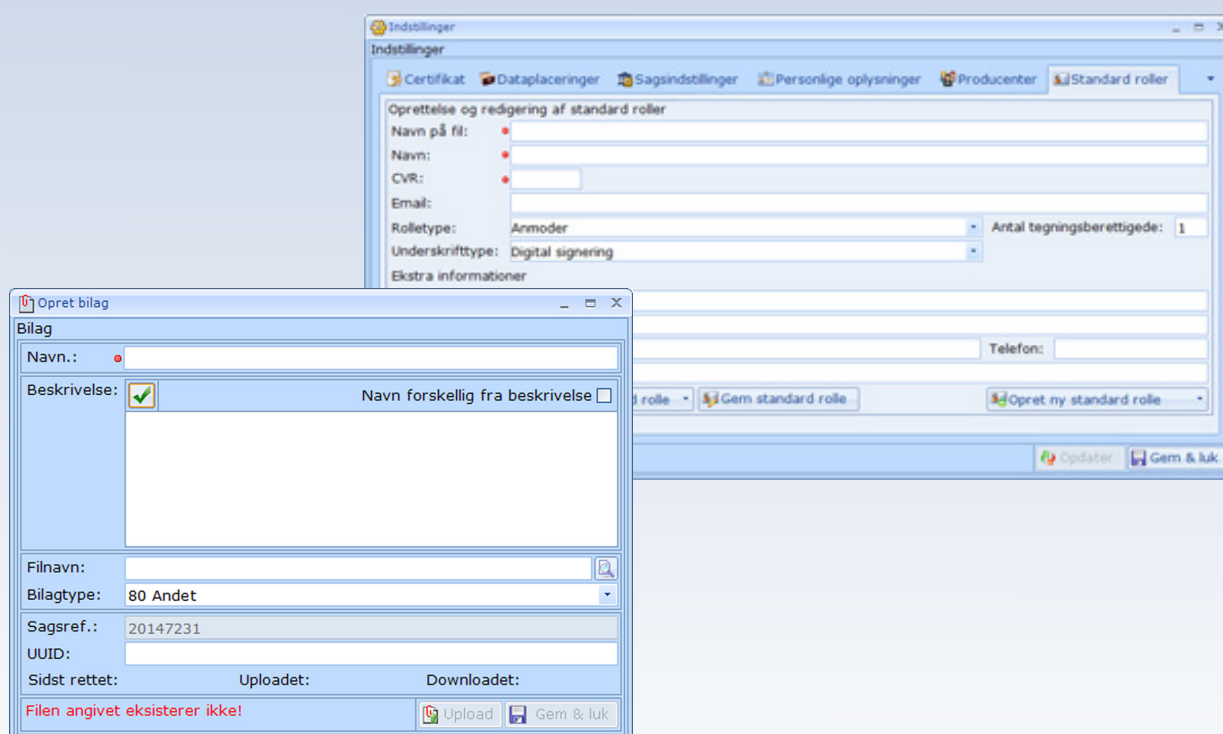 Indstillinger
Indstillinger
Certifikat Dataplaceringer Sagsindstillinger Personlige oplysninger Producenter Standard roller
Oprettelse og redigering af standard roller
Navn på fil:
Navn:
CVR:
Email:
Rolletype: Anmoder Antal tegningsberettigede: 1
Underskrifttype: Digital signering
Ekstra informationer
Telefon:
rolle Gem standard rolle Opret ny standard rolle
Opdater Gem & luk
Opret bilag
Bilag
Navn.:
Beskrivelse: Navn forskellig fra beskrivelse
Filnavn:
Bilagtype: 80 Andet
Sagsref.: 20147231
UUID:
Sidst rettet: Uploadet: Downloadet:
Filen angivet eksisterer ikke! Upload Gem & luk